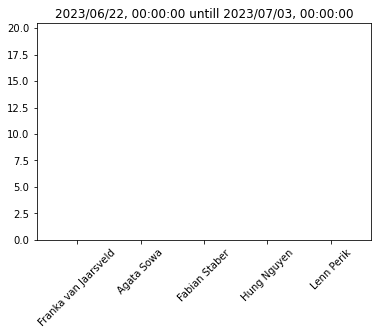 2023/06/22, 00:00:00 untill 2023/07/03, 00:00:00
20.0
17.5
15.0
12.5
10.0
7.5
5.0
2.5
0.0
Franka van Jaarsveld
Agata Sowa
Fabian Staber
Hung Nguyen
Lenn Perik